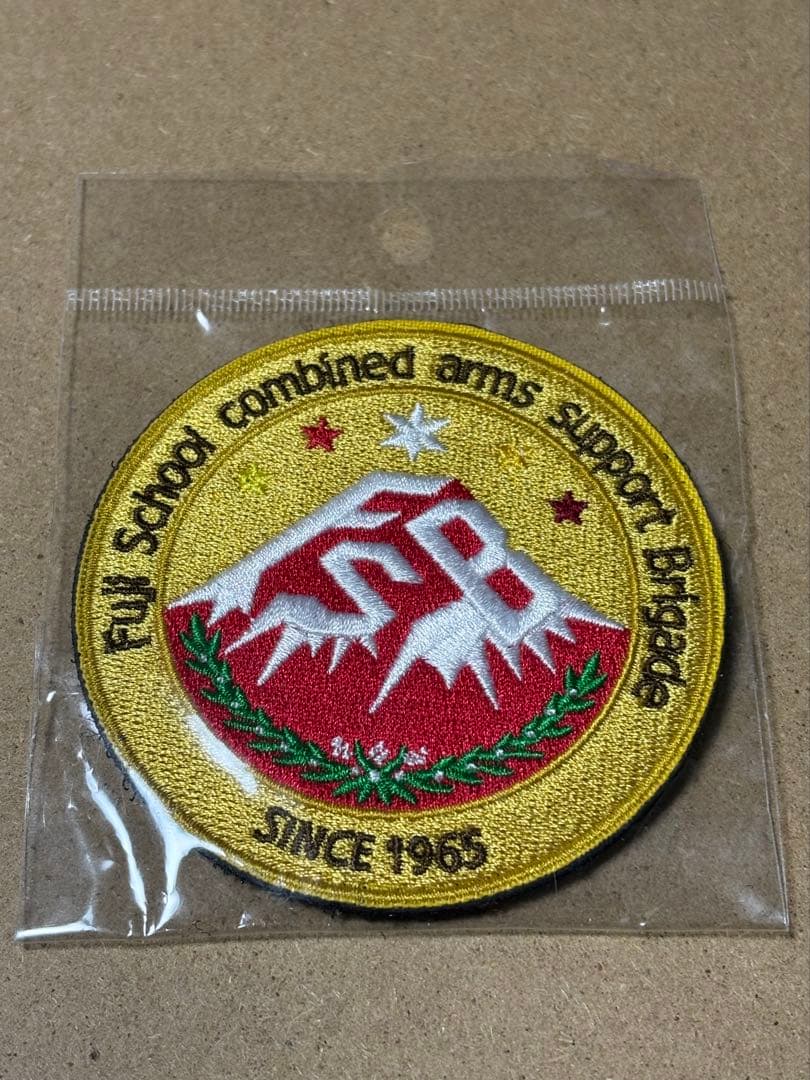 Fuji School combined arms support Brigade
SB
SINCE 1965